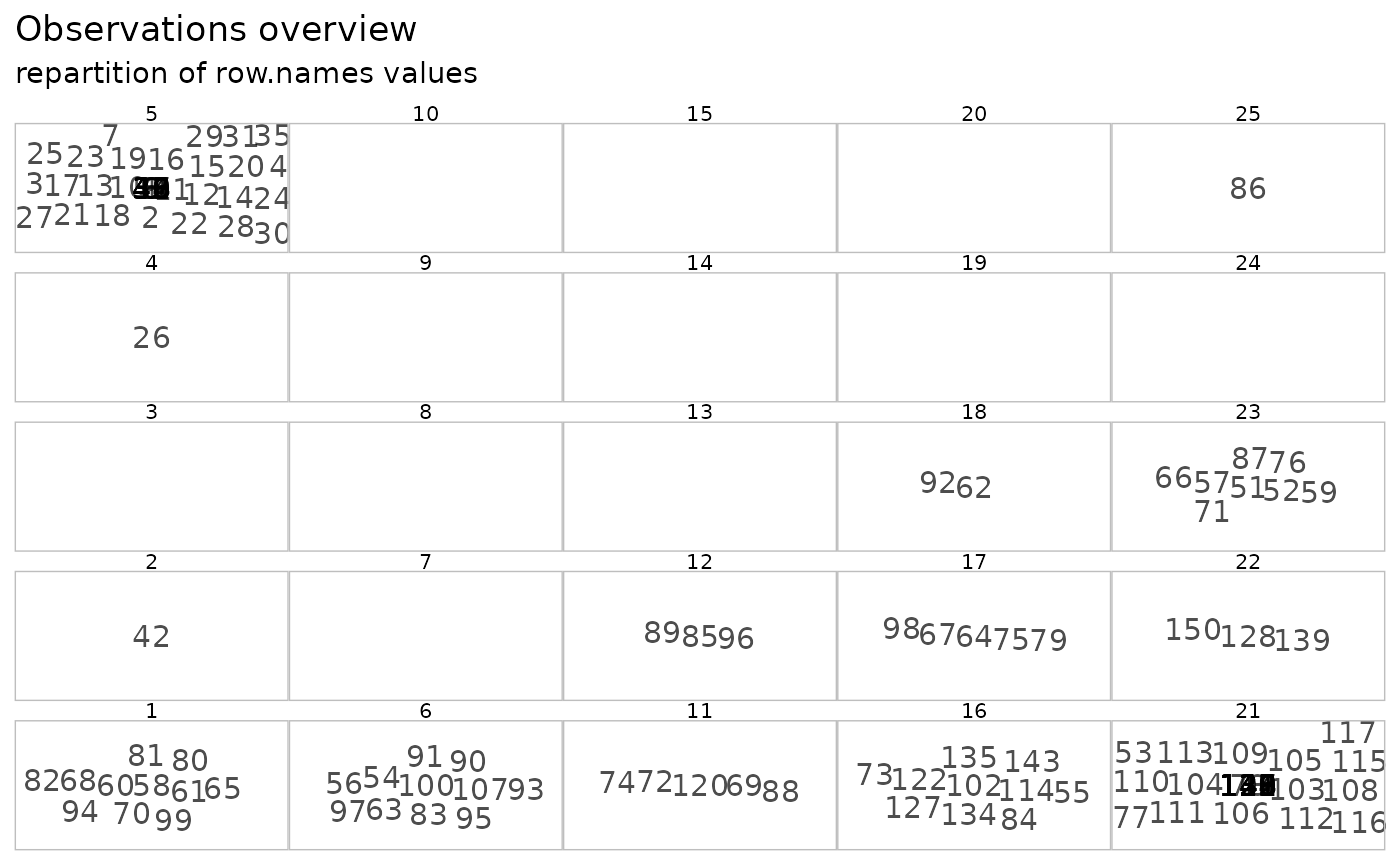 Observations overview
repartition of row.names values
5 10 15 20 25
7 29 31 35
25 23 19 16 15 20 4
3 17 13 1 12 14 24 86
27 21 18 2 22 28 30
4 9 14 19 24
26
3 8 13 18 23
87 76
92 62 66 57 51 52 59
71
2 7 12 17 22
42 89 85 96 98 67 64 75 79 150 128 139
1 6 11 16 21
117
81 80 91 90 135 143 53 113 109 105 115
82 68 60 58 61 65 56 54 100 107 93 74 72 120 69 88 73 122 102 114 55 110 104 103 108
94 70 99 97 63 83 95 127 134 84 77 111 106 112 116